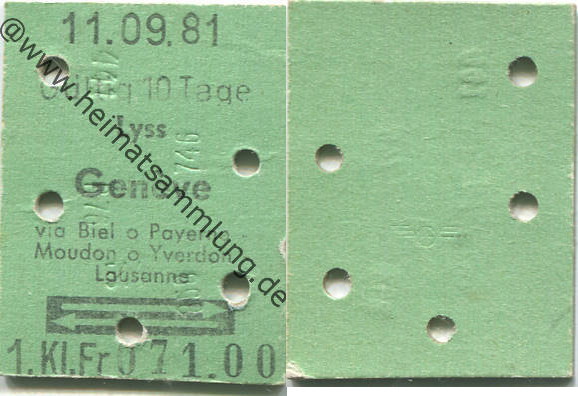 11.09.81
Gültig 10 Tage
Lyss
Genève
via Biel o Payerne -
Moudon o Yverdon
Lausanne
1.Kl.Fr 071.00
@www.heimatsammlung.de